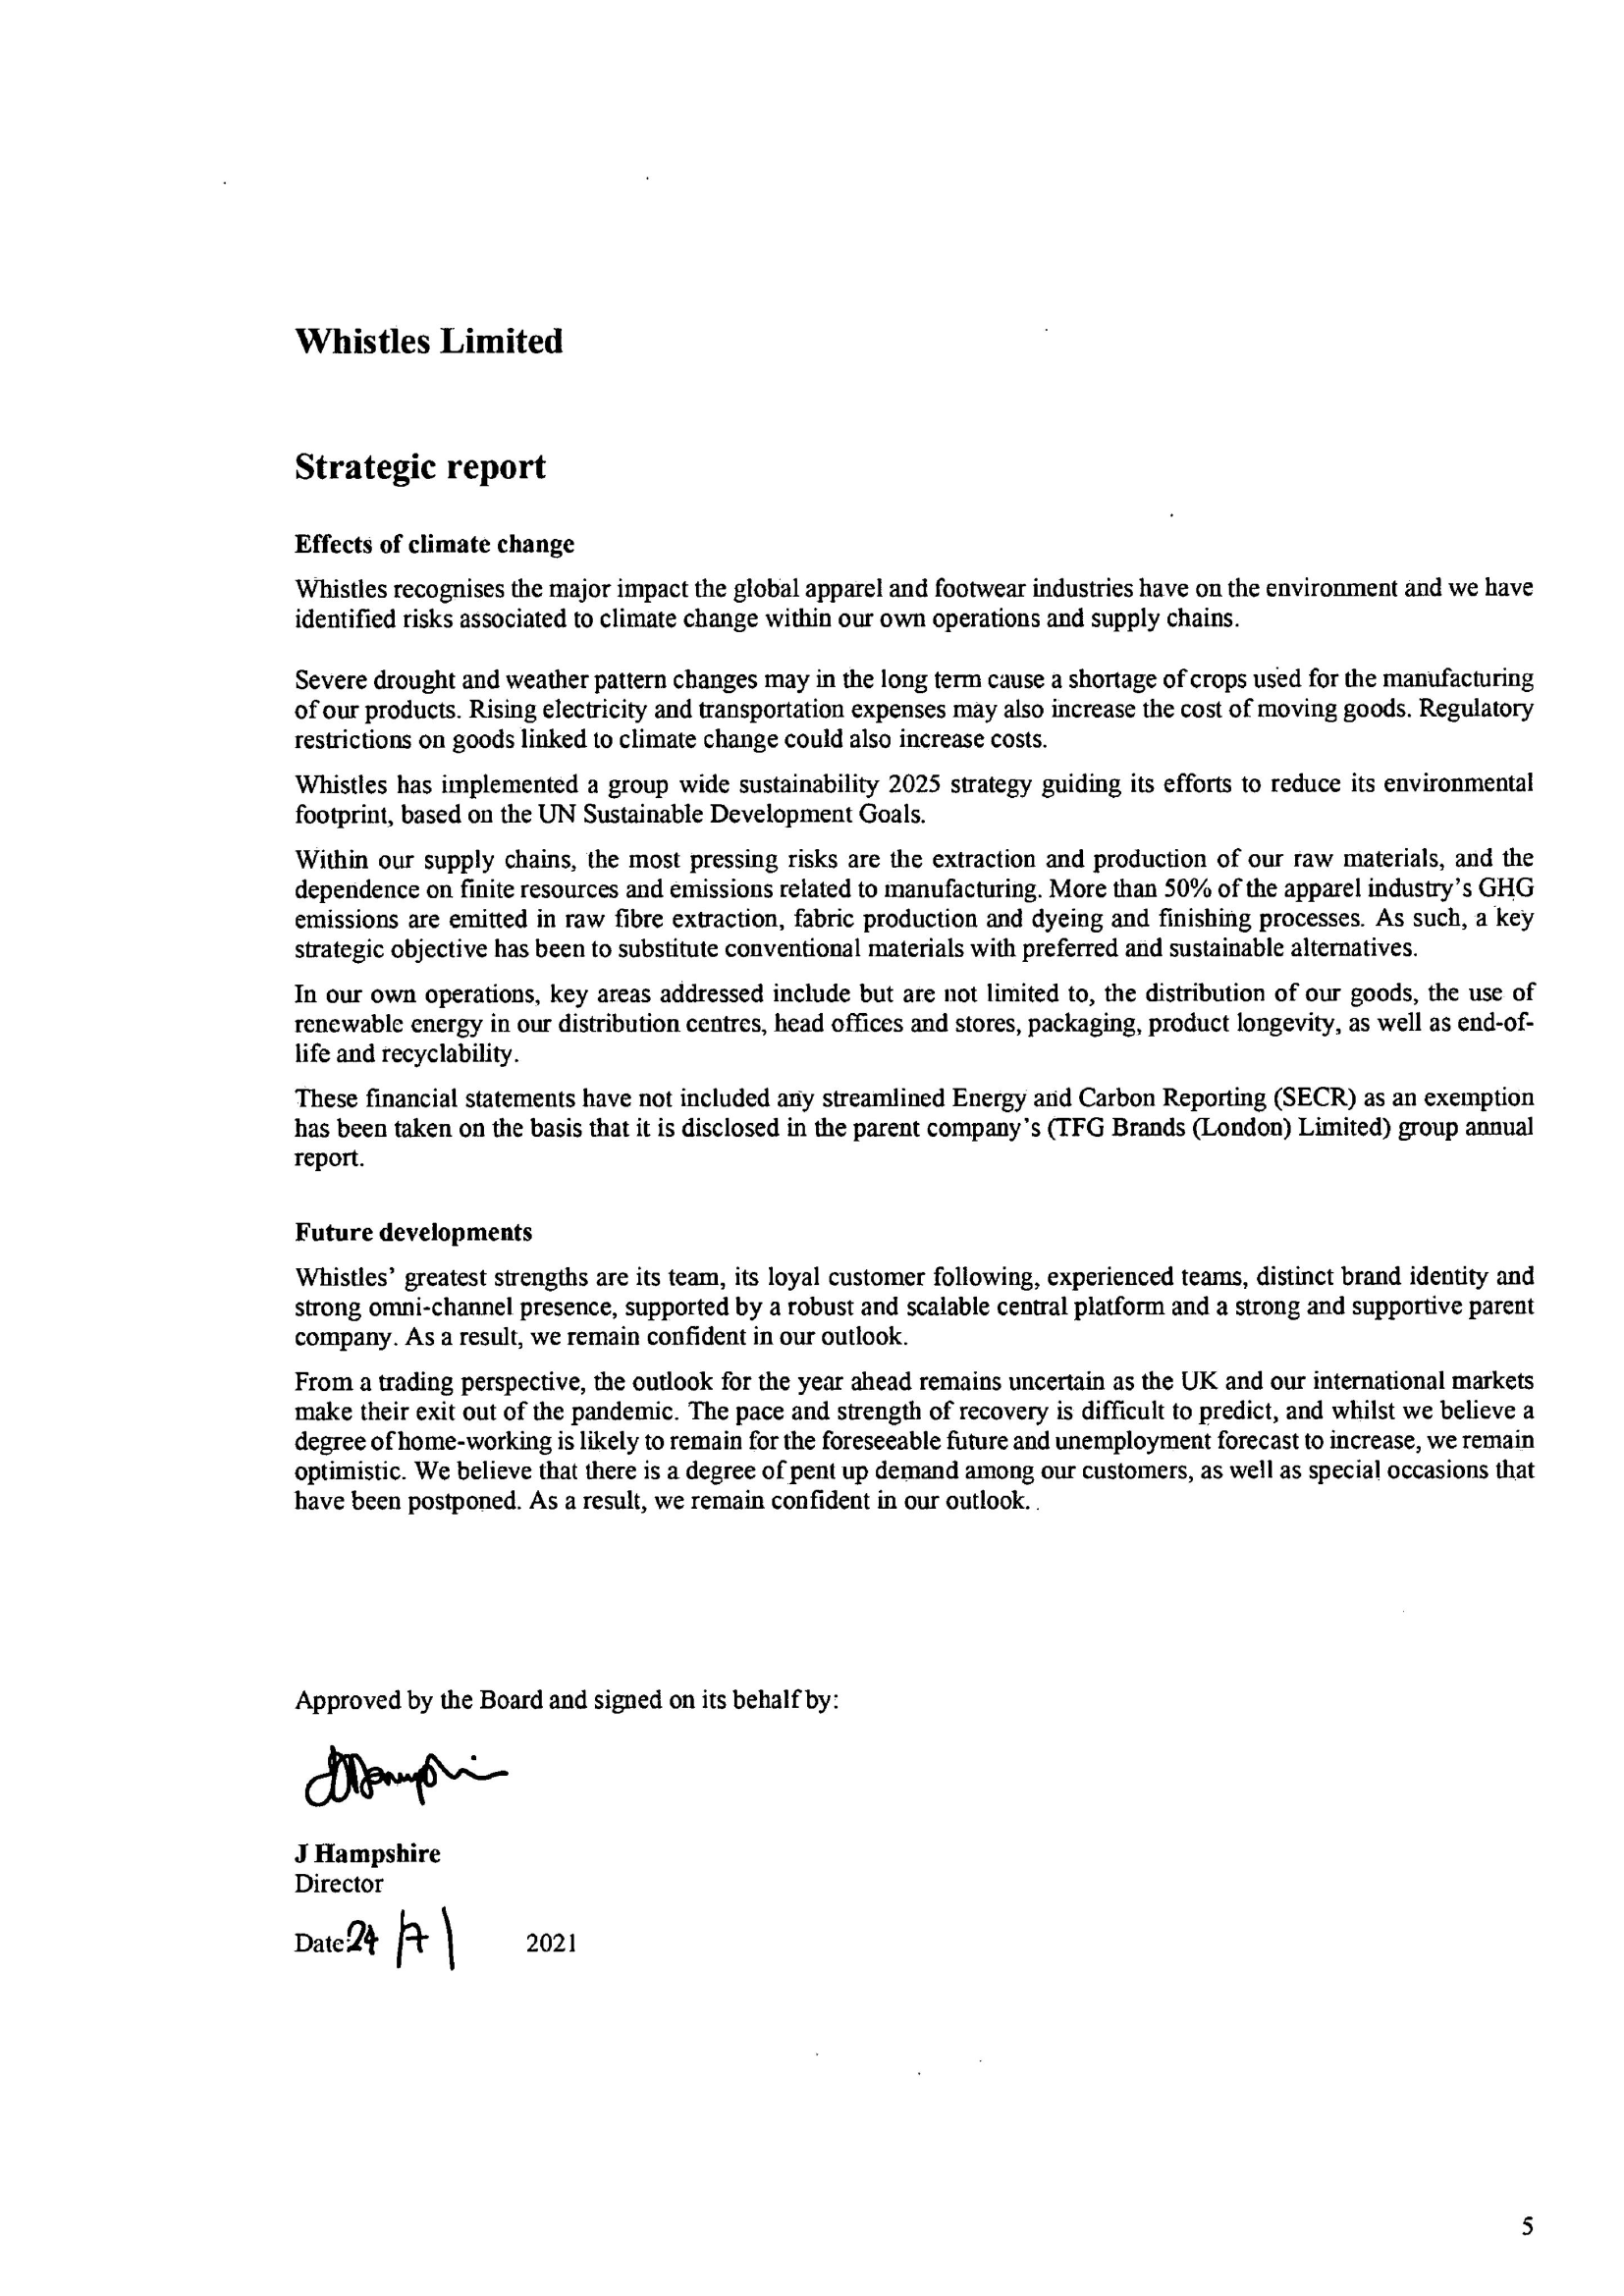 Whistles Limited
Strategic report
Effects of climate change
Whistles recognises the major impact the global apparel and footwear industries have on the environment and we have
identified risks associated to climate change within our own operations and supply chains.
Severe drought and weather pattern changes may in the long term cause a shortage of crops used for the manufacturing
of our products. Rising electricity and transportation expenses may also increase the cost of moving goods. Regulatory
restrictions on goods linked to climate change could also increase costs.
Whistles has implemented a group wide sustainability 2025 strategy guiding its efforts to reduce its environmental
footprint, based on the UN Sustainable Development Goals.
Within our supply chains, the most pressing risks are the extraction and production of our raw materials, and the
dependence on finite resources and emissions related to manufacturing. More than 50% of the apparel industry's GHG
emissions are emitted in raw fibre extraction, fabric production and dyeing and finishing processes. As such, a key
strategic objective has been to substitute conventional materials with preferred and sustainable alternatives.
In our own operations, key areas addressed include but are not limited to, the distribution of our goods, the use of
renewable energy in our distribution centres, head offices and stores, packaging, product longevity, as well as end-of-
life and recyclability.
These financial statements have not included any streamlined Energy and Carbon Reporting (SECR) as an exemption
has been taken on the basis that it is disclosed in the parent company's (TFG Brands (London) Limited) group annual
report.
Future developments
Whistles' greatest strengths are its team, its loyal customer following, experienced teams, distinct brand identity and
strong omni-channel presence, supported by a robust and scalable central platform and a strong and supportive parent
company. As a result, we remain confident in our outlook.
From a trading perspective, the outlook for the year ahead remains uncertain as the UK and our international markets
make their exit out of the pandemic. The pace and strength of recovery is difficult to predict, and whilst we believe a
degree of home-working is likely to remain for the foreseeable future and unemployment forecast to increase, we remain
optimistic. We believe that there is a degree of pent up demand among our customers, as well as special occasions that
have been postponed. As a result, we remain confident in our outlook. .
Approved by the Board and signed on its behalf by:
J Hampshire
Director
Date: 24/7/ 2021
5